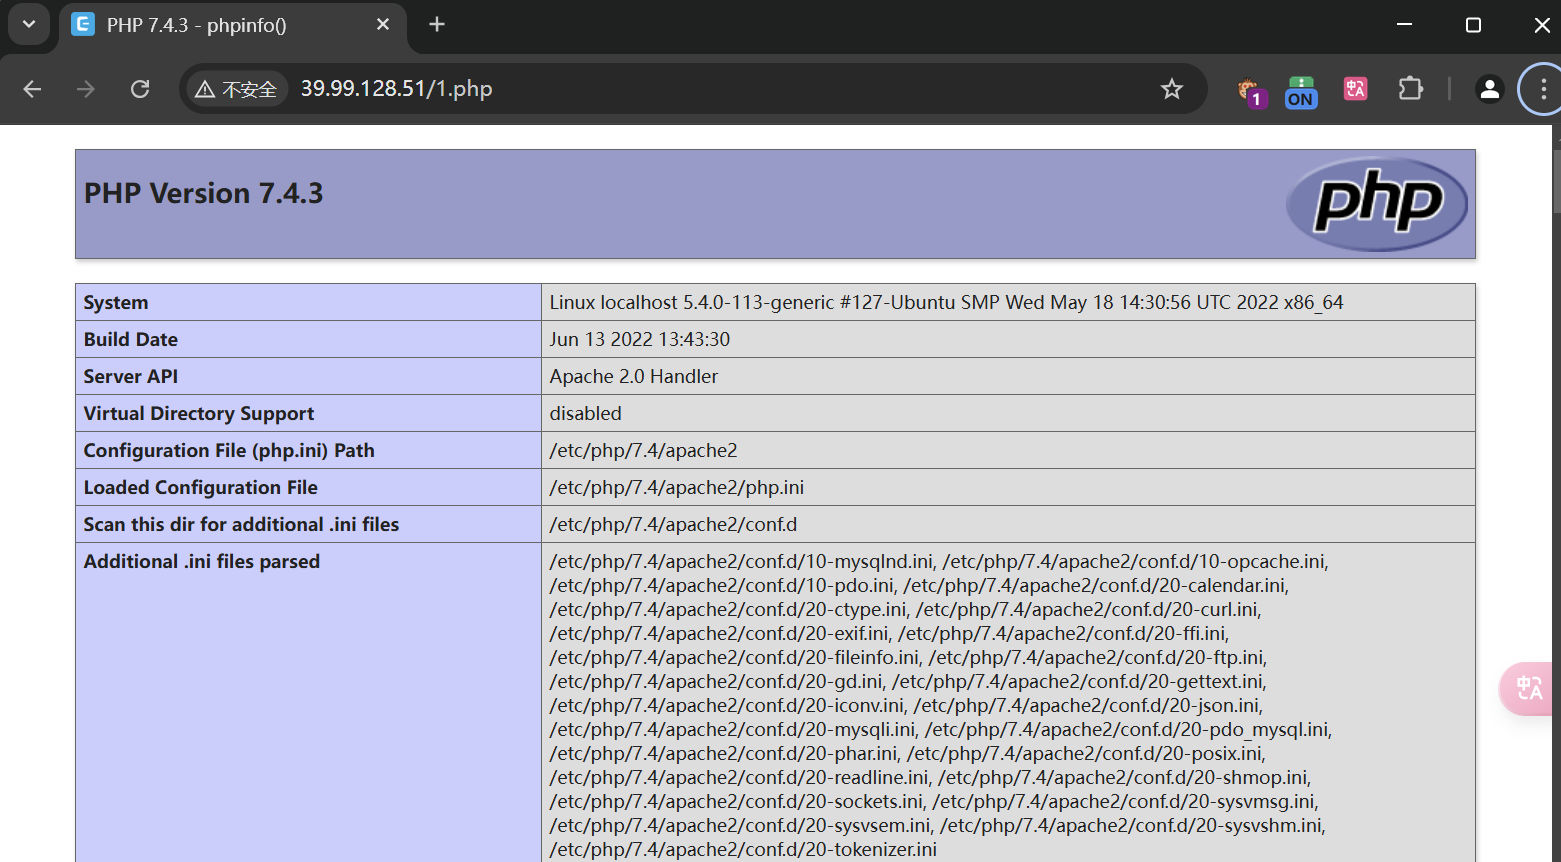 PHP 7.4.3 - phpinfo()
不安全 39.99.128.51/1.php
1
ON
中A
PHP Version 7.4.3
php
System Linux localhost 5.4.0-113-generic #127-Ubuntu SMP Wed May 18 14:30:56 UTC 2022 x86_64
Build Date Jun 13 2022 13:43:30
Server API Apache 2.0 Handler
Virtual Directory Support disabled
Configuration File (php.ini) Path /etc/php/7.4/apache2
Loaded Configuration File /etc/php/7.4/apache2/php.ini
Scan this dir for additional .ini files /etc/php/7.4/apache2/conf.d
Additional .ini files parsed /etc/php/7.4/apache2/conf.d/10-mysqlnd.ini, /etc/php/7.4/apache2/conf.d/10-opcache.ini,
/etc/php/7.4/apache2/conf.d/10-pdo.ini, /etc/php/7.4/apache2/conf.d/20-calendar.ini,
/etc/php/7.4/apache2/conf.d/20-ctype.ini, /etc/php/7.4/apache2/conf.d/20-curl.ini,
/etc/php/7.4/apache2/conf.d/20-exif.ini, /etc/php/7.4/apache2/conf.d/20-ffi.ini,
/etc/php/7.4/apache2/conf.d/20-fileinfo.ini, /etc/php/7.4/apache2/conf.d/20-ftp.ini,
/etc/php/7.4/apache2/conf.d/20-gd.ini, /etc/php/7.4/apache2/conf.d/20-gettext.ini,
/etc/php/7.4/apache2/conf.d/20-iconv.ini, /etc/php/7.4/apache2/conf.d/20-json.ini,
/etc/php/7.4/apache2/conf.d/20-mysqli.ini, /etc/php/7.4/apache2/conf.d/20-pdo_mysql.ini,
/etc/php/7.4/apache2/conf.d/20-phar.ini, /etc/php/7.4/apache2/conf.d/20-posix.ini,
/etc/php/7.4/apache2/conf.d/20-readline.ini, /etc/php/7.4/apache2/conf.d/20-shmop.ini,
/etc/php/7.4/apache2/conf.d/20-sockets.ini, /etc/php/7.4/apache2/conf.d/20-sysvmsg.ini,
/etc/php/7.4/apache2/conf.d/20-sysvsem.ini, /etc/php/7.4/apache2/conf.d/20-sysvshm.ini,
/etc/php/7.4/apache2/conf.d/20-tokenizer.ini
中A